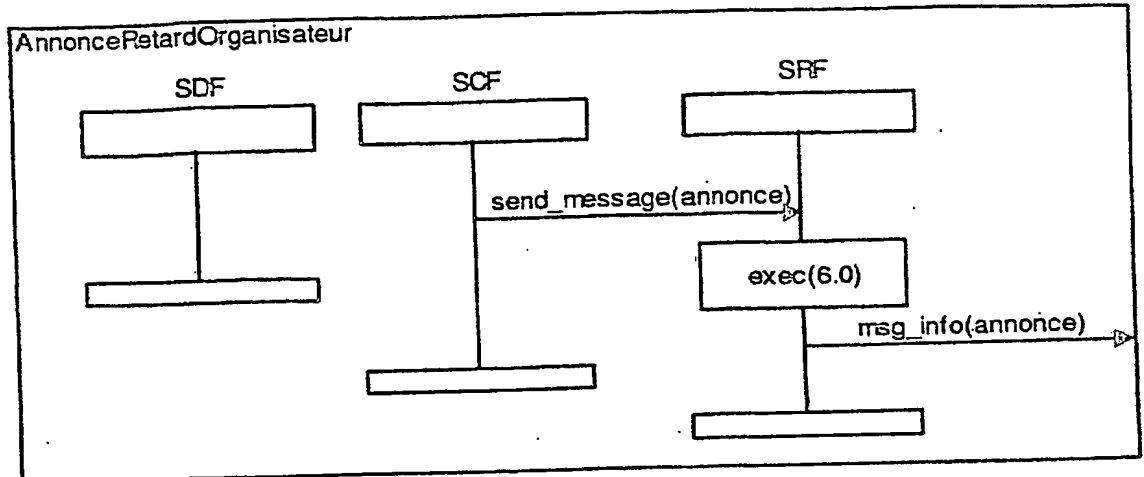 AnnonceRetardOrganisateur
SDF
SCF
SRF
send_message(annonce)
exec(6.0)
msg_info(annonce)